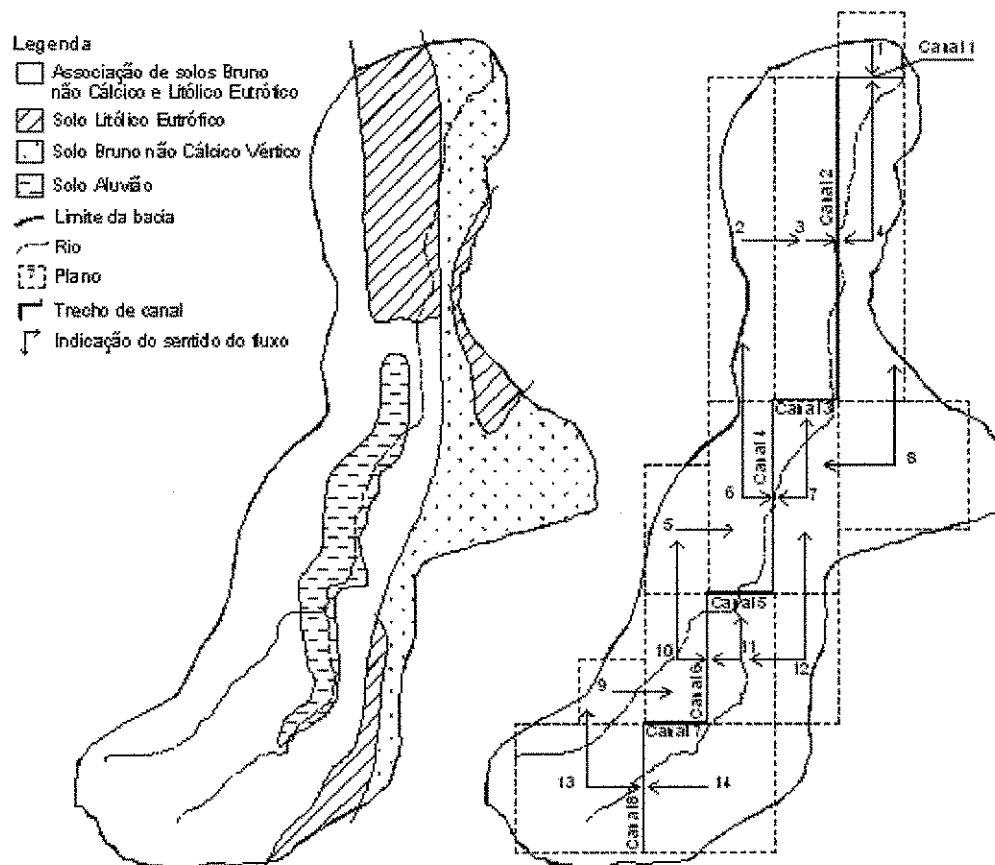 Legenda
Associação de solos Bruno
não Cálcico e Litólico Eutrótico
Solo Litólico Eutrófico
Solo Bruno não Cálcico Vértico
Solo Aluvião
Limite da bacia
Rio
? Plano
Trecho de canal
Indicação do sentido do fluxo
1
Canal 1
Canal 2
2
3
4
Canal 3
Canal 4
8
6
7
5
Canal 5
10
11
12
9
Canal 6
Canal 7
13
14
Canal 8